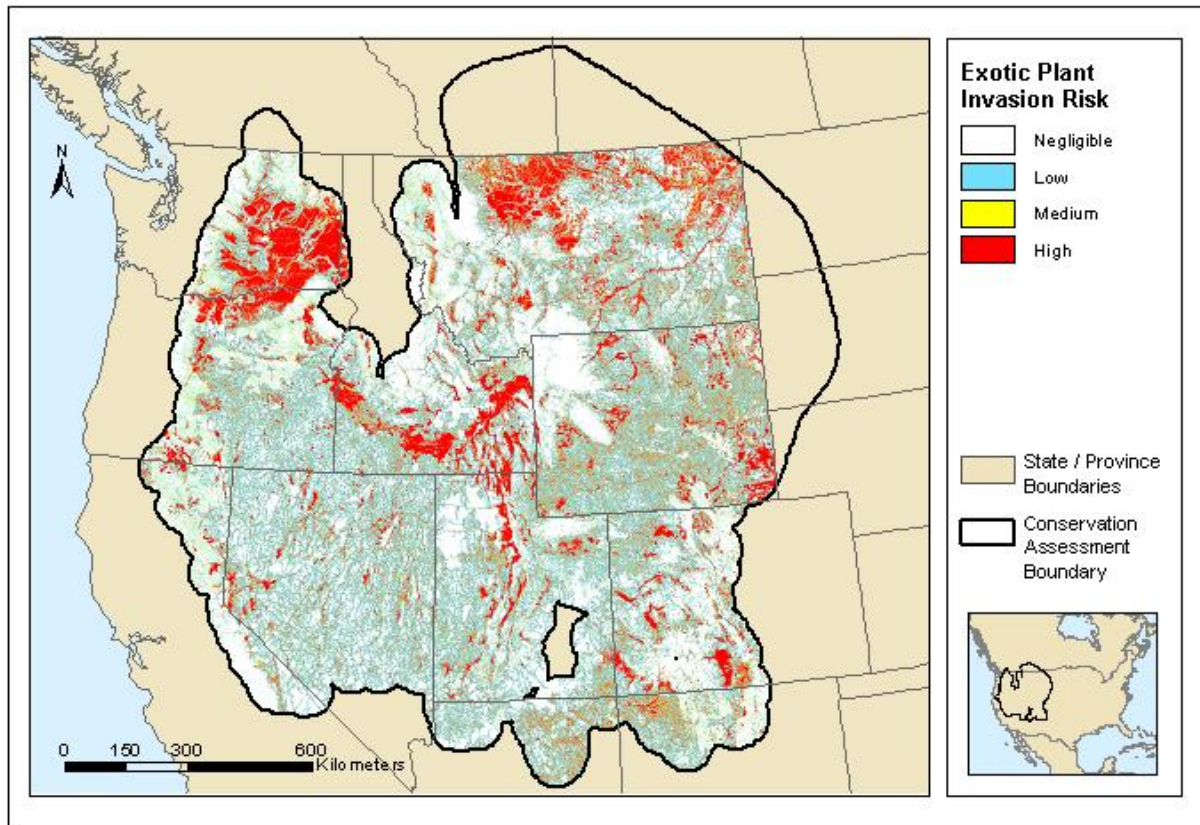 N
0 150 300 600
Kilometers
Exotic Plant
Invasion Risk
Negligible
Low
Medium
High
State / Province
Boundaries
Conservation
Assessment
Boundary